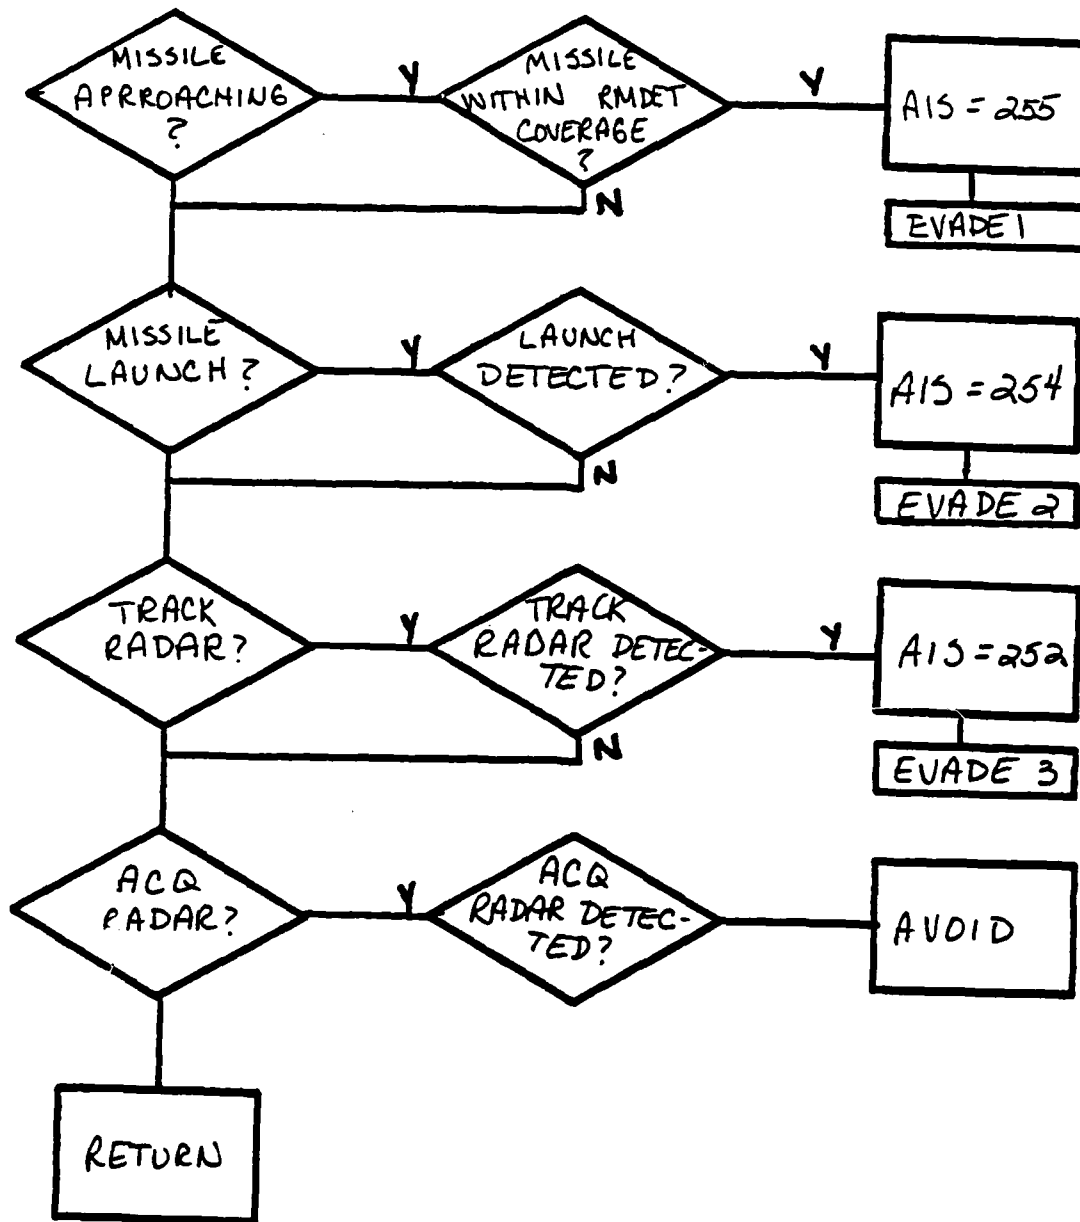 MISSILE
APRROACHING
?
Y
MISSILE
WITHIN RMDET
COVERAGE
?
Y
N
AIS = 255
EVADE 1
MISSILE
LAUNCH?
Y
LAUNCH
DETECTED?
Y
N
AIS = 254
EVADE 2
TRACK
RADAR?
Y
TRACK
RADAR DETEC-
TED?
Y
N
AIS = 252
EVADE 3
ACQ
RADAR?
Y
ACQ
RADAR DETEC-
TED?
AVOID
RETURN